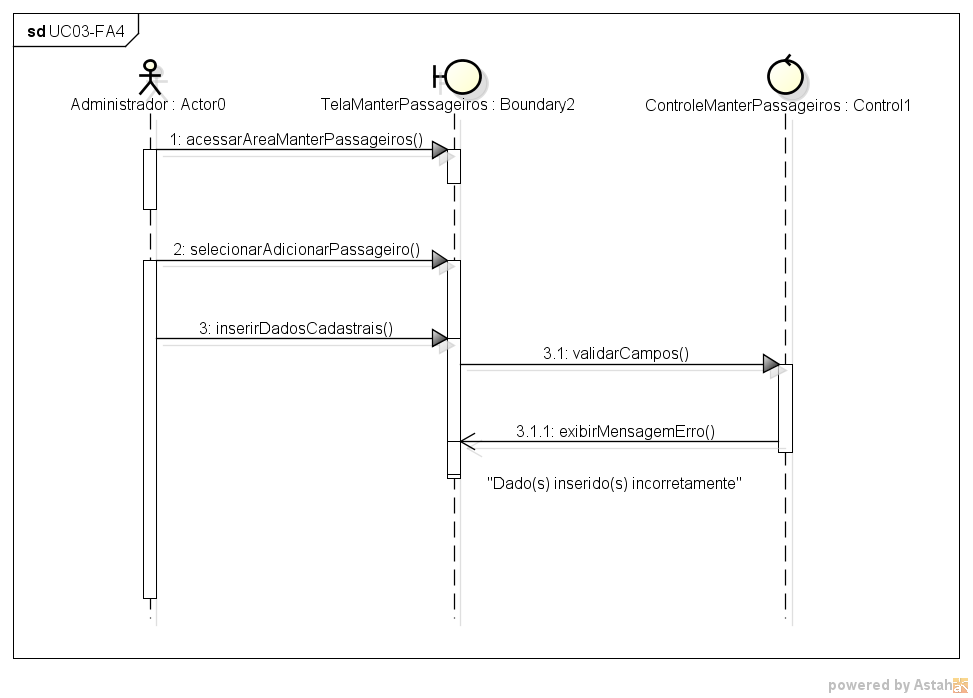 sd UC03-FA4
Administrador : Actor0
TelaManterPassageiros : Boundary2
ControleManterPassageiros : Control1
1: acessarAreaManterPassageiros()
2: selecionarAdicionarPassageiro()
3: inserirDadosCadastrais()
3.1: validarCampos()
3.1.1: exibirMensagemErro()
"Dado(s) inserido(s) incorretamente"
powered by Astah